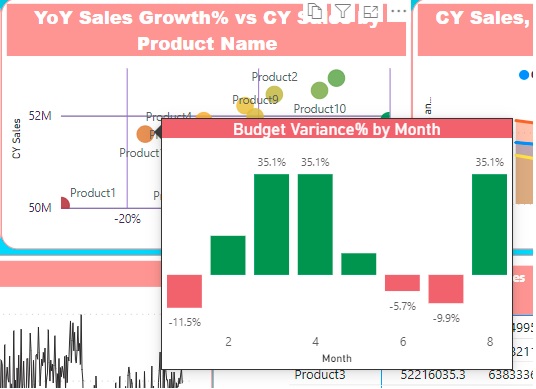 YoY Sales Growth% vs CY Sales by
Product Name
CY Sales,
Product2
Product9
Product10
Product4
52M
CY Sales
Product1
50M
-20%
Budget Variance% by Month
35.1%
35.1%
35.1%
-11.5%
-5.7%
-9.9%
2
4
6
8
Month
Product3
52216035.3